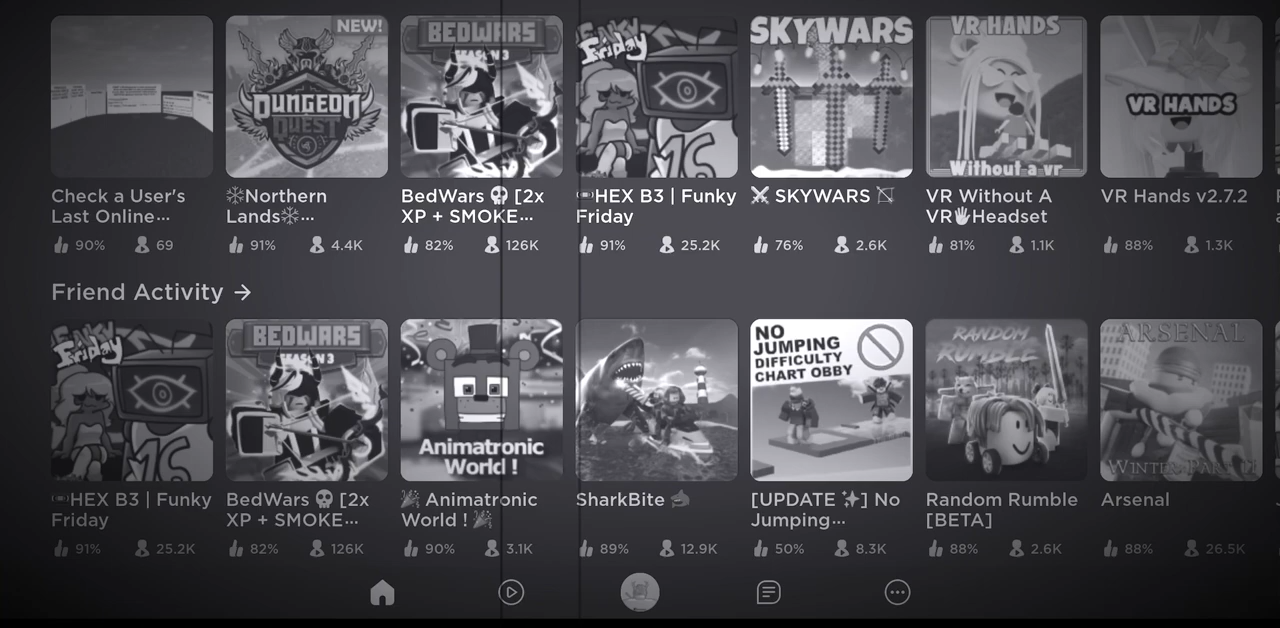 NEW!
DUNGEON
QUEST
BEDWARS
SEASON 3
Funky
Friday
SKYWARS
VR HANDS
Without a vr
VR HANDS
Check a User's
Last Online...
90% 69
❄Northern
Lands❄...
91% 4.4K
BedWars 💀 [2x
XP + SMOKE...
82% 126K
HEX B3 | Funky
Friday
91% 25.2K
⚔ SKYWARS 🏹
76% 2.6K
VR Without A
VR🖐Headset
81% 1.1K
VR Hands v2.7.2
88% 1.3K
Friend Activity →
Funky
Friday
BEDWARS
SEASON 3
Animatronic
World !
NO
JUMPING
DIFFICULTY
CHART OBBY
RANDOM
RUMBLE
ARSENAL
HEX B3 | Funky
Friday
91% 25.2K
BedWars 💀 [2x
XP + SMOKE...
82% 126K
🎉 Animatronic
World ! 🎉
90% 3.1K
SharkBite 🦈
89% 12.9K
[UPDATE ✨] No
Jumping...
50% 8.3K
Random Rumble
[BETA]
88% 2.6K
Arsenal
88% 26.5K